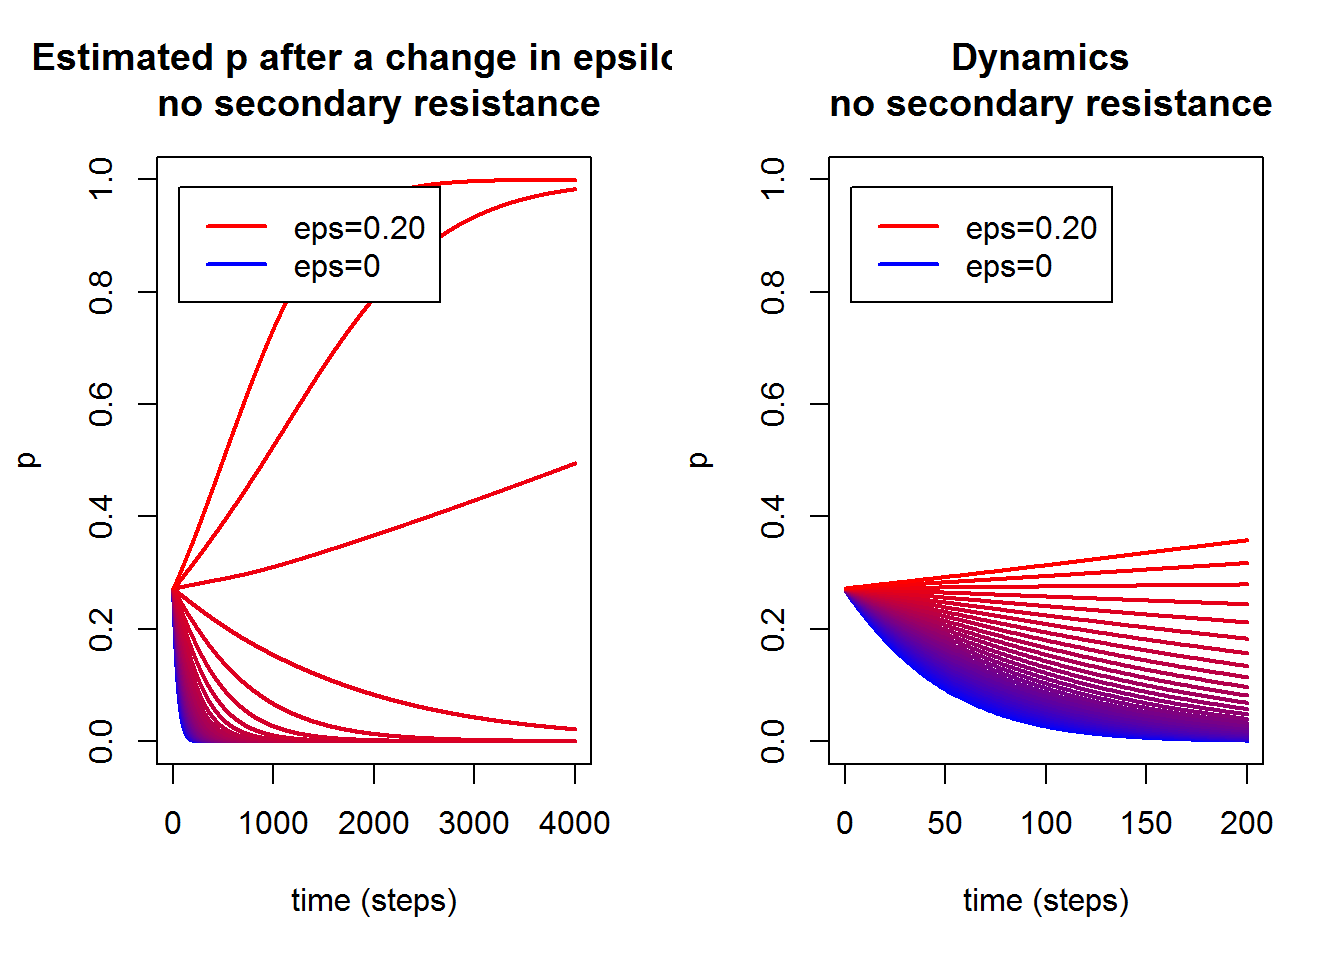 Estimated p after a change in epsilo
no secondary resistance
1.0
0.8
0.6
0.4
0.2
0.0
p
eps=0.20
eps=0
0 1000 2000 3000 4000
time (steps)
Dynamics
no secondary resistance
1.0
0.8
0.6
0.4
0.2
0.0
p
eps=0.20
eps=0
0 50 100 150 200
time (steps)